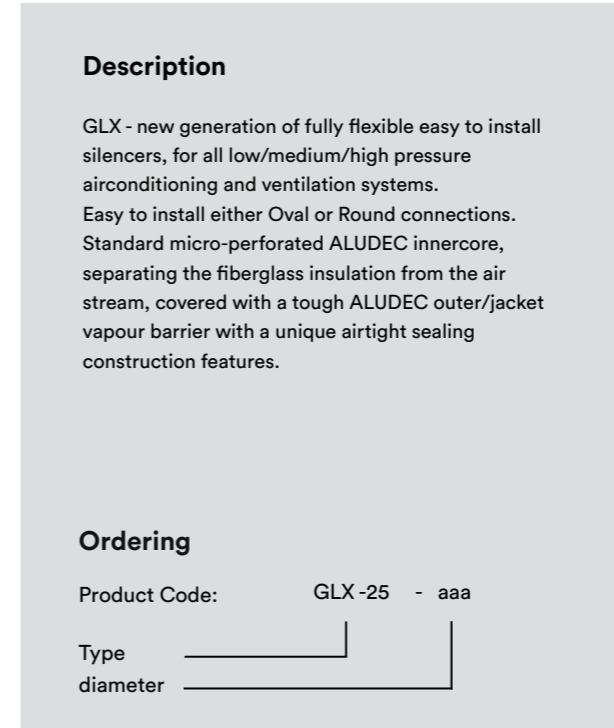 Description
GLX - new generation of fully flexible easy to install
silencers, for all low/medium/high pressure
airconditioning and ventilation systems.
Easy to install either Oval or Round connections.
Standard micro-perforated ALUDEC innercore,
separating the fiberglass insulation from the air
stream, covered with a tough ALUDEC outer/jacket
vapour barrier with a unique airtight sealing
construction features.
Ordering
Product Code: GLX -25 - aaa
Type
diameter